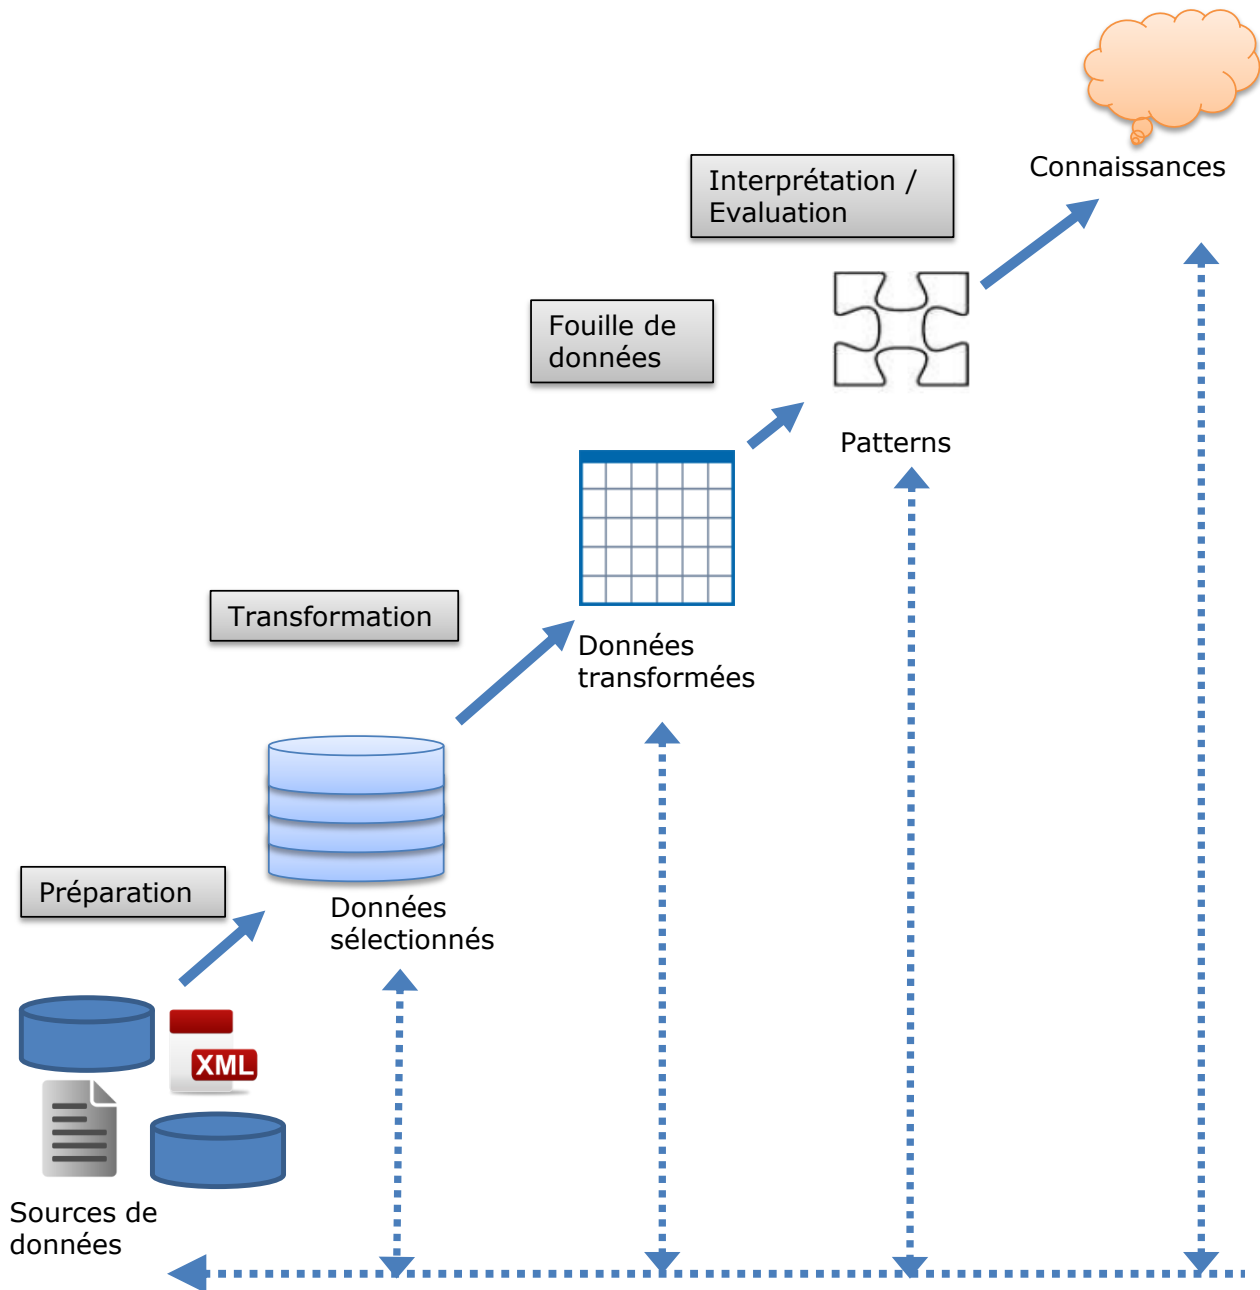 Connaissances
Interprétation /
Evaluation
Fouille de
données
Patterns
Transformation
Données
transformées
Préparation
Données
sélectionnés
XML
Sources de
données